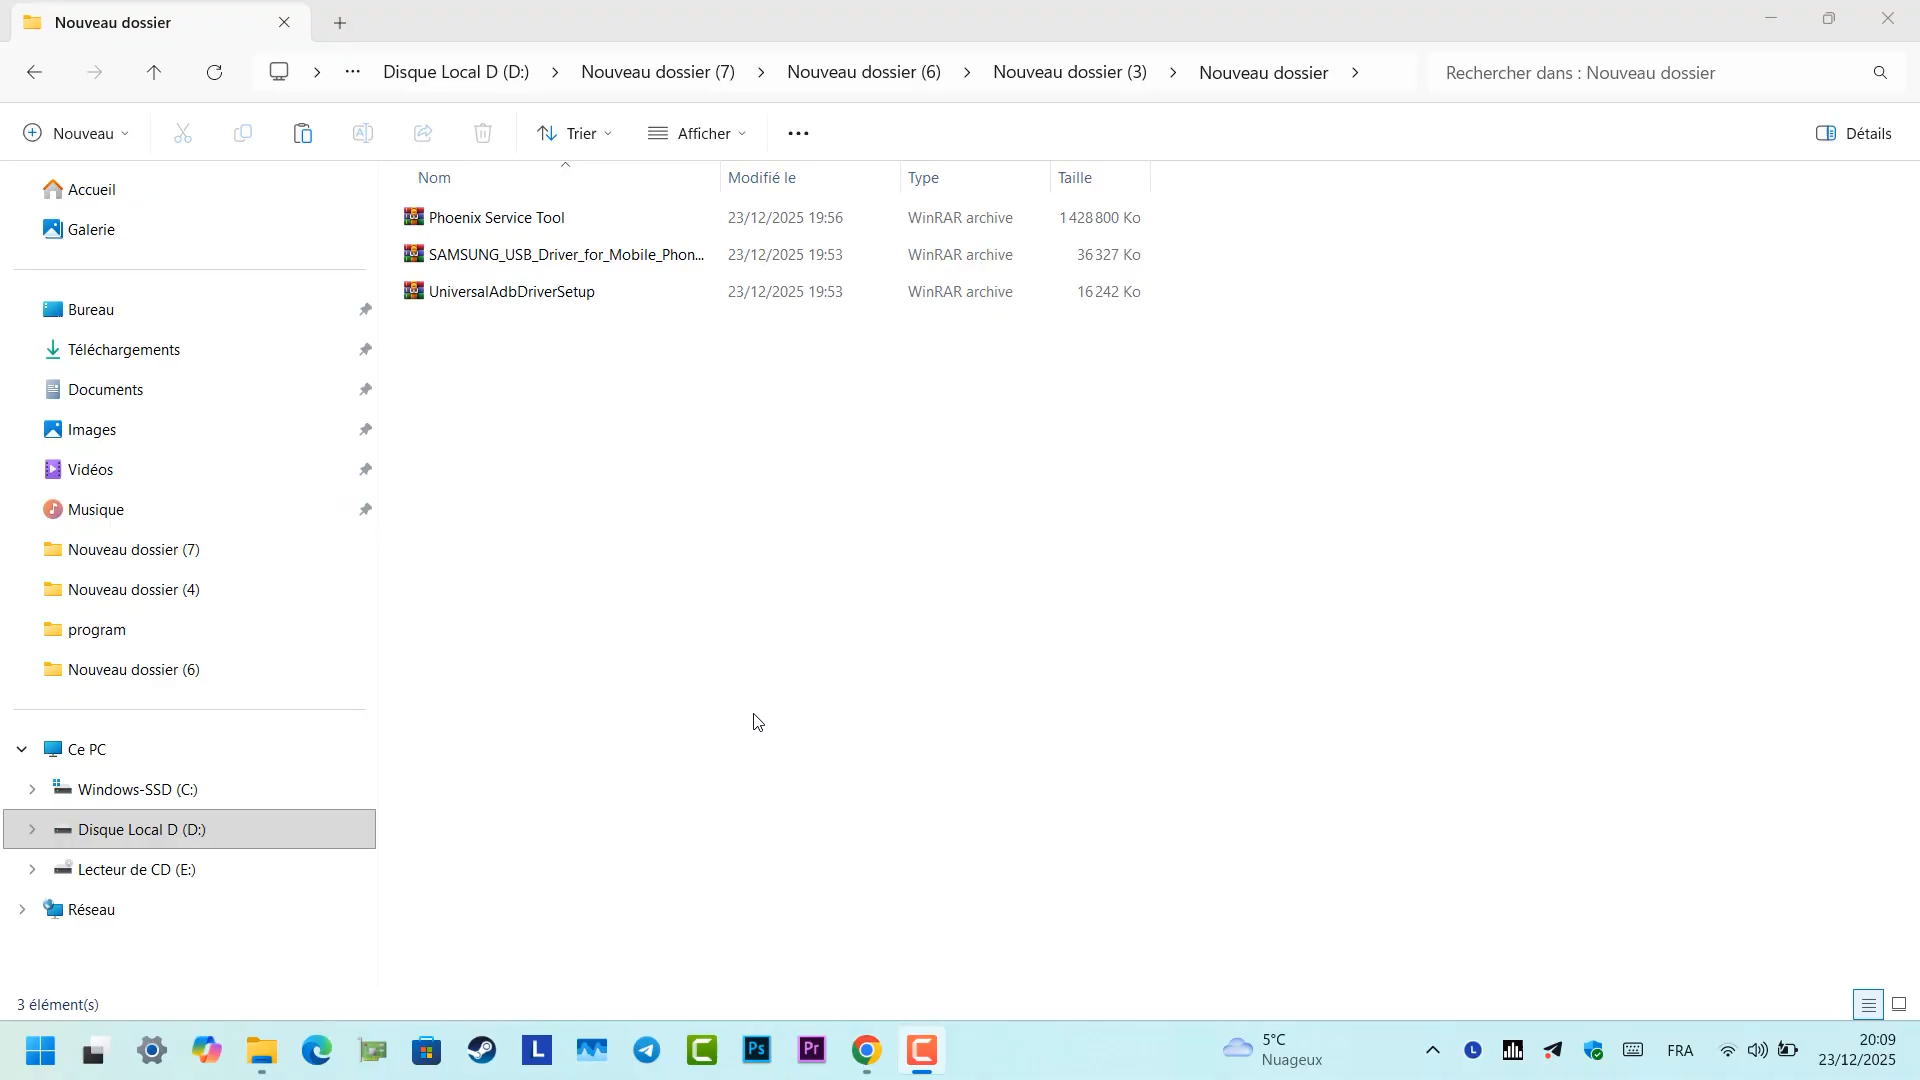 Nouveau dossier
Disque Local D (D:) Nouveau dossier (7) Nouveau dossier (6) Nouveau dossier (3) Nouveau dossier
Rechercher dans : Nouveau dossier
Nouveau Trier Afficher Détails
Nom Modifié le Type Taille
Phoenix Service Tool 23/12/2025 19:56 WinRAR archive 1 428 800 Ko
SAMSUNG_USB_Driver_for_Mobile_Phon... 23/12/2025 19:53 WinRAR archive 36 327 Ko
UniversalAdbDriverSetup 23/12/2025 19:53 WinRAR archive 16 242 Ko
Accueil
Galerie
Bureau
Téléchargements
Documents
Images
Vidéos
Musique
Nouveau dossier (7)
Nouveau dossier (4)
program
Nouveau dossier (6)
Ce PC
Windows-SSD (C:)
Disque Local D (D:)
Lecteur de CD (E:)
Réseau
3 élément(s)
L
C
Ps
Pr
C
5°C
Nuageux
L
FRA
20:09
23/12/2025